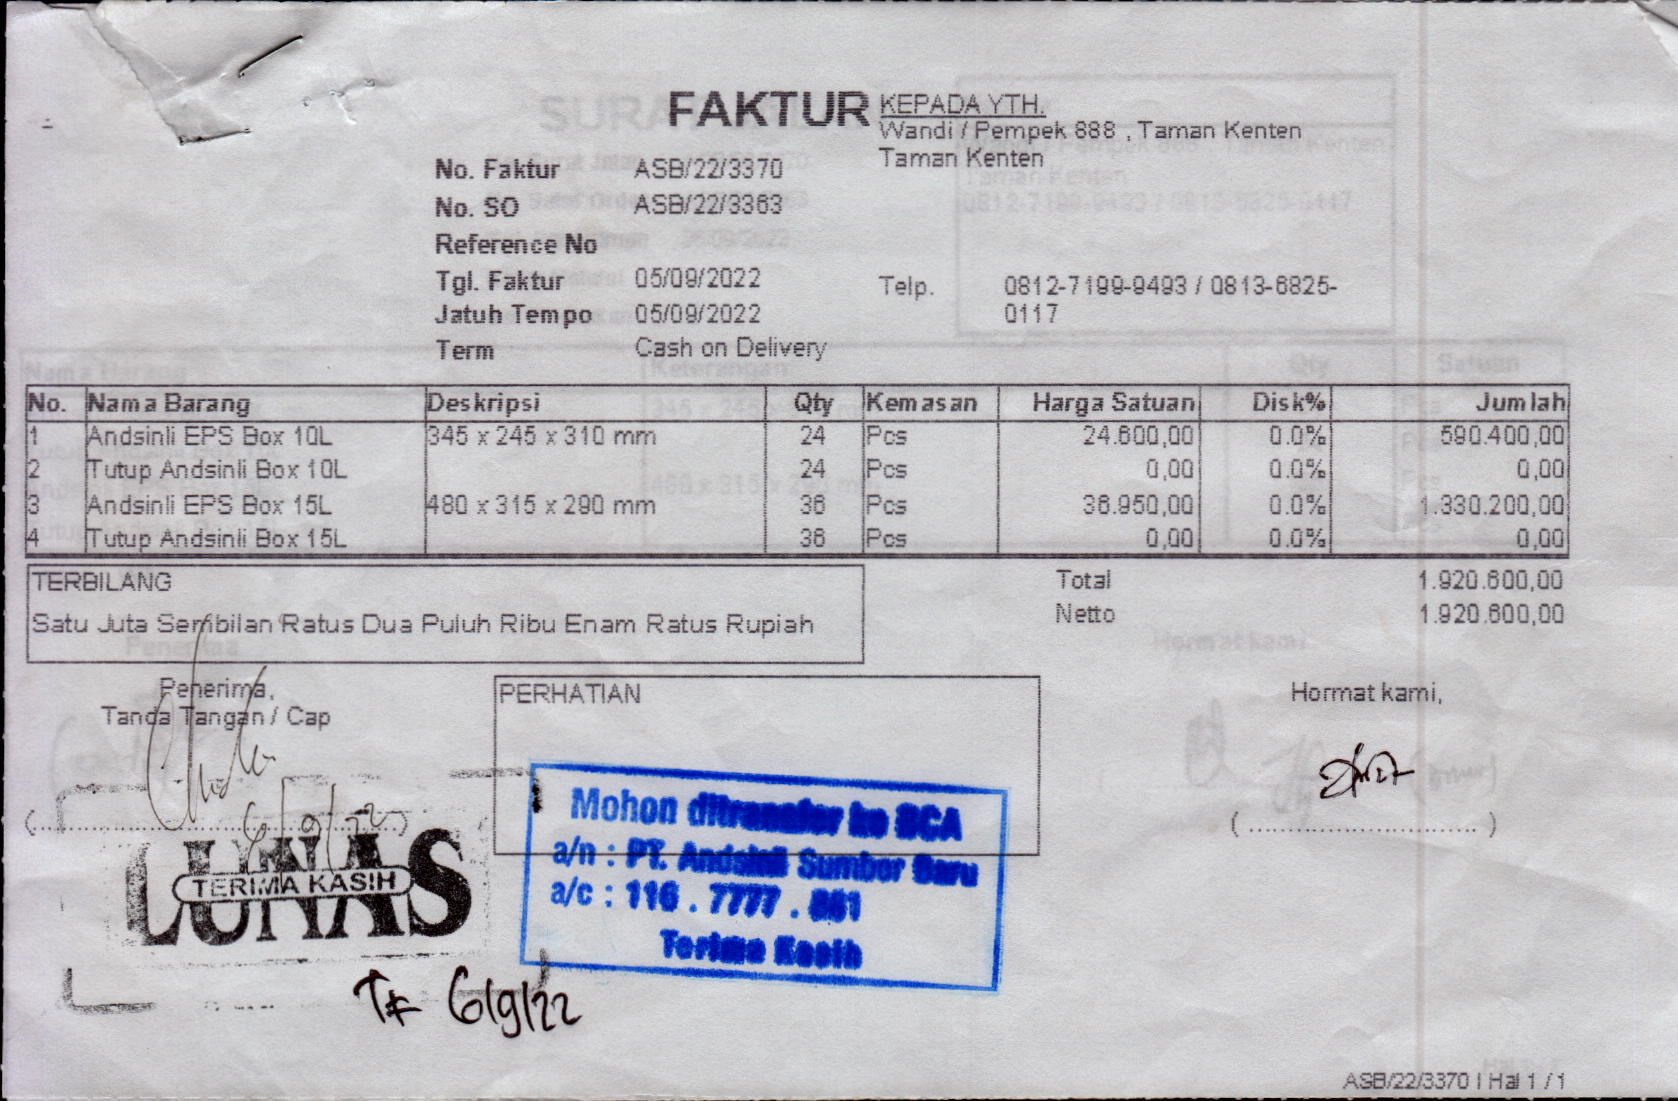 FAKTUR
KEPADA YTH.
Wandi / Pempek 888 , Taman Kenten
Taman Kenten
No. Faktur ASB/22/3370
No. SO ASB/22/3363
Reference No
Tgl. Faktur 05/09/2022
Telp. 0812-7199-9493 / 0813-6825-
0117
Jatuh Tempo 05/09/2022
Term Cash on Delivery
No. Nama Barang Deskripsi Qty Kemasan Harga Satuan Disk% Jumlah
1 Andsinli EPS Box 10L 345 x 245 x 310 mm 24 Pcs 24.600,00 0.0% 590.400,00
2 Tutup Andsinli Box 10L 24 Pcs 0,00 0.0% 0,00
3 Andsinli EPS Box 15L 480 x 315 x 290 mm 36 Pcs 36.950,00 0.0% 1.330.200,00
4 Tutup Andsinli Box 15L 36 Pcs 0,00 0.0% 0,00
TERBILANG
Satu Juta Sembilan Ratus Dua Puluh Ribu Enam Ratus Rupiah
Total 1.920.600,00
Netto 1.920.600,00
Penerima,
Tanda Tangan / Cap
6/9/22
PERHATIAN
Hormat kami,
LUNAS
TERIMA KASIH
Mohon ditransfer ke BCA
a/n : PT. Andsinli Sumber Baru
a/c : 116 . 7777 . 861
Terima Kasih
6/9/22
ASB/22/3370 | Hal 1 / 1